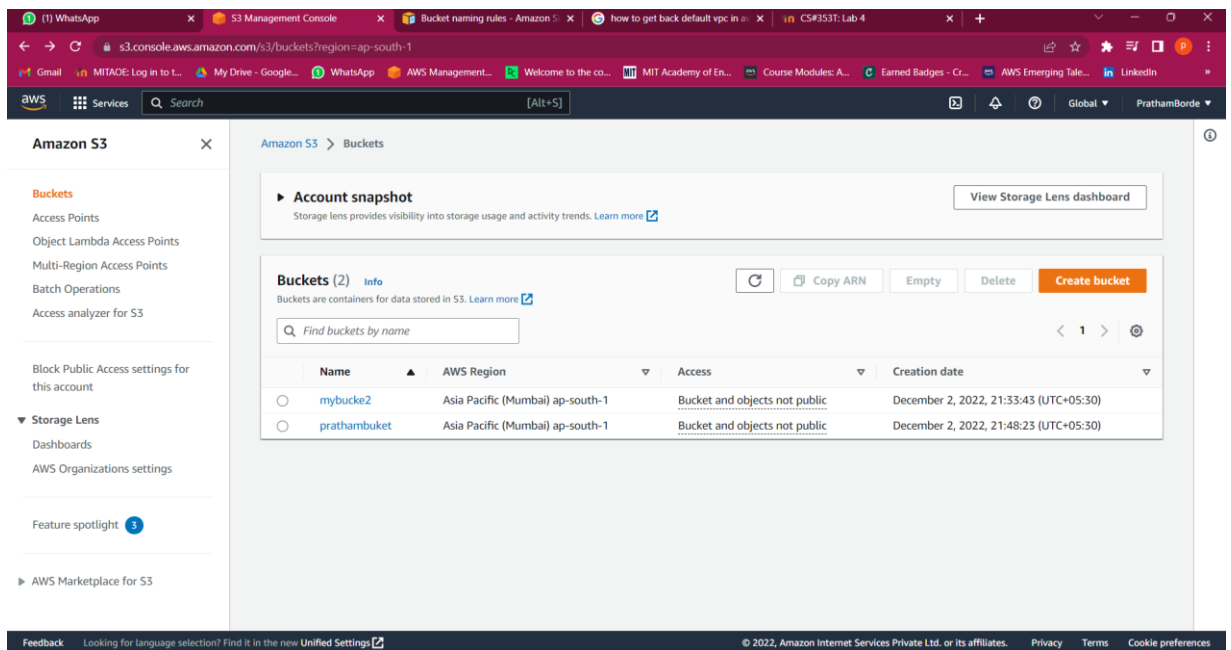 (1) WhatsApp
S3 Management Console
Bucket naming rules - Amazon S
how to get back default vpc in a
CS#353T: Lab 4
s3.console.aws.amazon.com/s3/buckets?region=ap-south-1
Gmail
MITAOE: Log in to t...
My Drive - Google...
WhatsApp
AWS Management...
Welcome to the co...
MIT Academy of En...
Course Modules: A...
Earned Badges - Cr...
AWS Emerging Tale...
LinkedIn
aws
Services
Search
[Alt+S]
Global
PrathamBorde
Amazon S3
Buckets
Access Points
Object Lambda Access Points
Multi-Region Access Points
Batch Operations
Access analyzer for S3
Block Public Access settings for
this account
Storage Lens
Dashboards
AWS Organizations settings
Feature spotlight 3
AWS Marketplace for S3
Amazon S3 > Buckets
Account snapshot
Storage lens provides visibility into storage usage and activity trends. Learn more
View Storage Lens dashboard
Buckets (2) Info
Buckets are containers for data stored in S3. Learn more
Copy ARN
Empty
Delete
Create bucket
Find buckets by name
1
Name AWS Region Access Creation date
mybucke2 Asia Pacific (Mumbai) ap-south-1 Bucket and objects not public December 2, 2022, 21:33:43 (UTC+05:30)
prathambuket Asia Pacific (Mumbai) ap-south-1 Bucket and objects not public December 2, 2022, 21:48:23 (UTC+05:30)
Feedback Looking for language selection? Find it in the new Unified Settings
© 2022, Amazon Internet Services Private Ltd. or its affiliates. Privacy Terms Cookie preferences